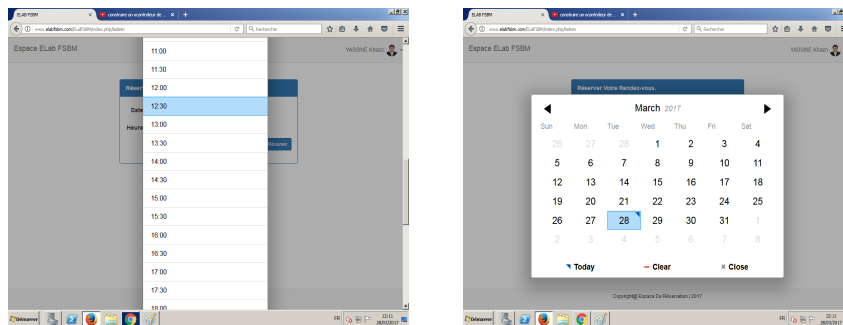 ELAB FSBM
construire un econtroleur de ...
www.elabfsbm.com/ELaFSBM/index.php/admin
Rechercher
Espace ELab FSBM
YASSINE Khazri
Réser
Date
Heure
11:00
11:30
12:00
12:30
13:00
13:30
14:00
14:30
15:00
15:30
16:00
16:30
17:00
17:30
18:00
Démarrer
FR
22:11
28/03/2017
ELAB FSBM
construire un econtroleur de ...
www.elabfsbm.com/ELaFSBM/index.php/admin
Rechercher
Espace ELab FSBM
YASSINE Khazri
Réserver Votre Rendez-vous.
March 2017
Sun Mon Tue Wed Thu Fri Sat
26 27 28 1 2 3 4
5 6 7 8 9 10 11
12 13 14 15 16 17 18
19 20 21 22 23 24 25
26 27 28 29 30 31 1
2 3 4 5 6 7 8
Today Clear × Close
Copyright@ Espace De Réservation | 2017
Démarrer
FR
22:11
28/03/2017